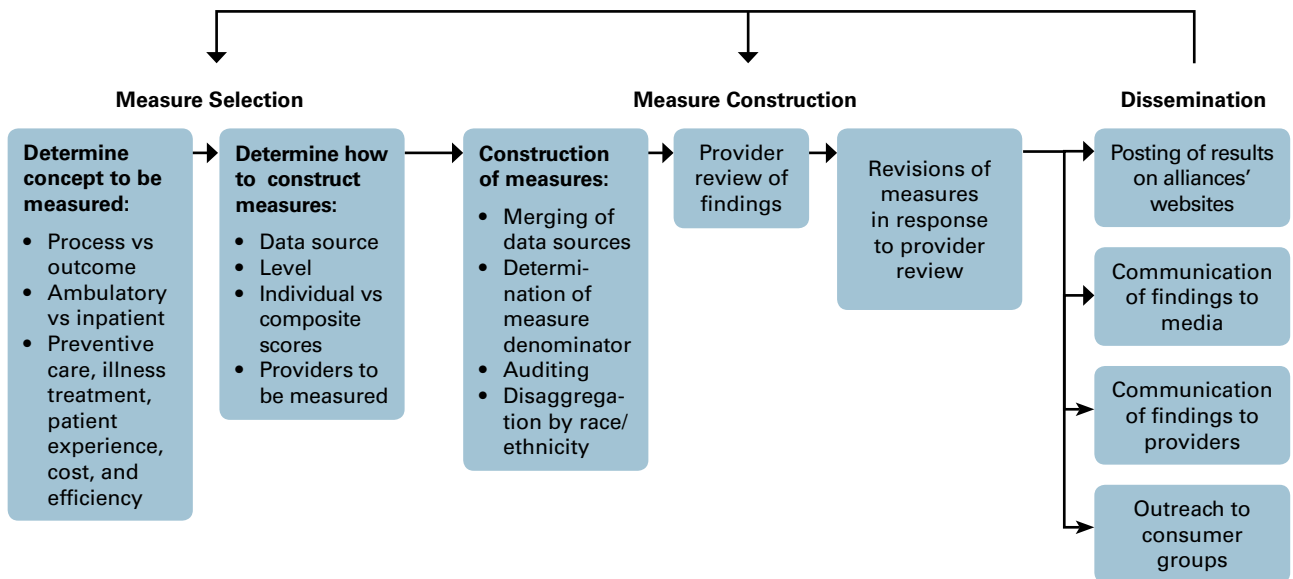 Measure Selection
Measure Construction
Dissemination
Determine
concept to be
measured:
• Process vs
outcome
• Ambulatory
vs inpatient
• Preventive
care, illness
treatment,
patient
experience,
cost, and
efficiency
Determine how
to construct
measures:
• Data source
• Level
• Individual vs
composite
scores
• Providers to
be measured
Construction
of measures:
• Merging of
data sources
• Determi-
nation of
measure
denominator
• Auditing
• Disaggrega-
tion by race/
ethnicity
Provider
review of
findings
Revisions of
measures
in response
to provider
review
Posting of results
on alliances’
websites
Communication
of findings to
media
Communication
of findings to
providers
Outreach to
consumer
groups